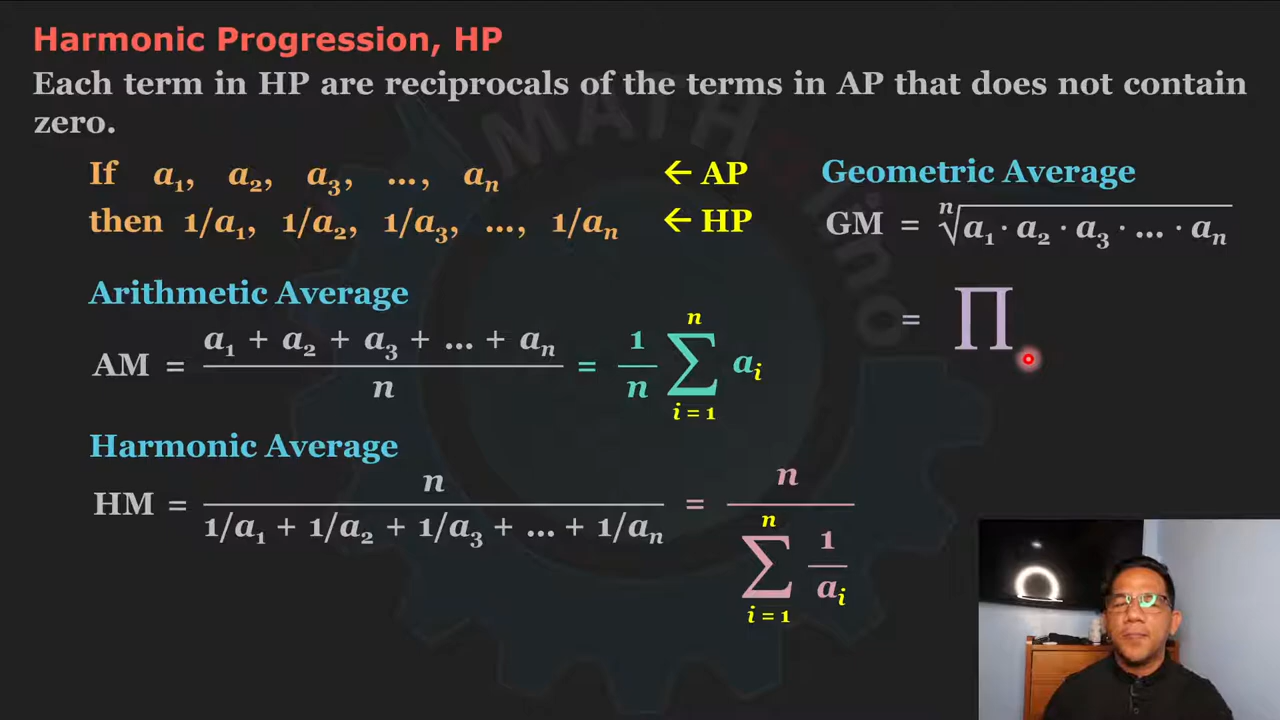 Harmonic Progression, HP
Each term in HP are reciprocals of the terms in AP that does not contain
zero.
If a₁, a₂, a₃, ..., aₙ ← AP
then 1/a₁, 1/a₂, 1/a₃, ..., 1/aₙ ← HP
Arithmetic Average
AM = (a₁ + a₂ + a₃ + ... + aₙ)/n = 1/n ∑ⁿ i = 1 aᵢ
Harmonic Average
HM = n/(1/a₁ + 1/a₂ + 1/a₃ + ... + 1/aₙ) = n/(∑ⁿ i = 1 1/aᵢ)
Geometric Average
GM = ⁿ√(a₁ · a₂ · a₃ · ... · aₙ)
= ∏
MATHalino